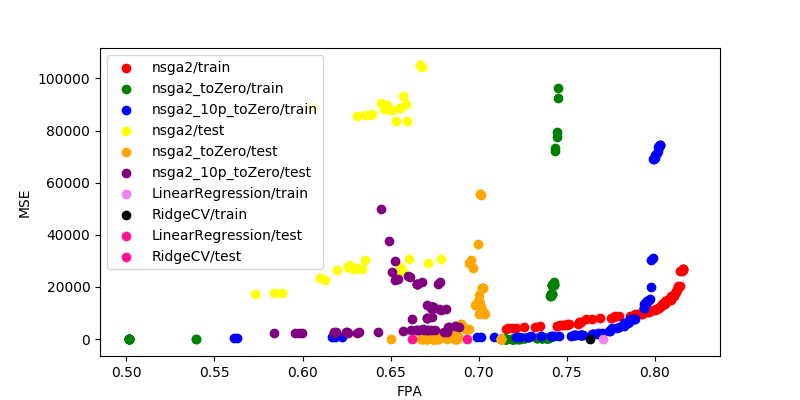 MSE
100000
80000
60000
40000
20000
0
nsga2/train
nsga2_toZero/train
nsga2_10p_toZero/train
nsga2/test
nsga2_toZero/test
nsga2_10p_toZero/test
LinearRegression/train
RidgeCV/train
LinearRegression/test
RidgeCV/test
0.50 0.55 0.60 0.65 0.70 0.75 0.80
FPA